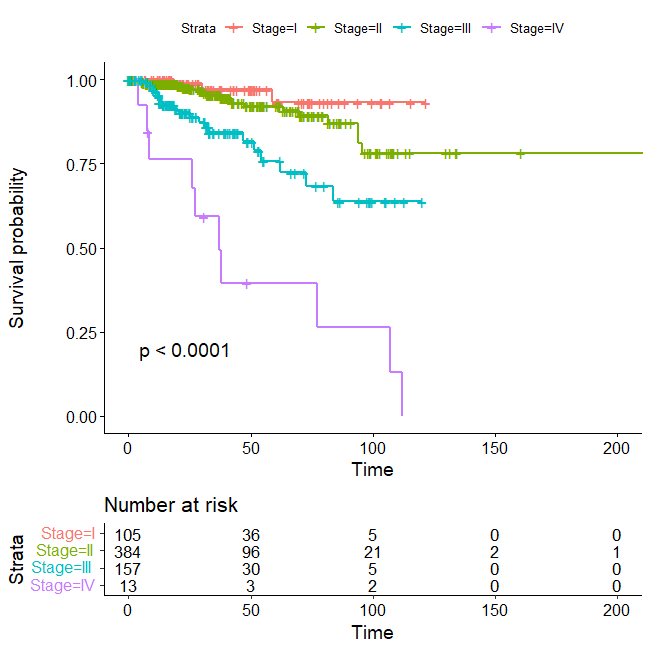 Strata Stage=I Stage=II Stage=III Stage=IV
Survival probability
1.00
0.75
0.50
0.25
0.00
p < 0.0001
0 50 100 150 200
Time
Number at risk
Strata
Stage=I 105 36 5 0 0
Stage=II 384 96 21 2 1
Stage=III 157 30 5 0 0
Stage=IV 13 3 2 0 0
0 50 100 150 200
Time